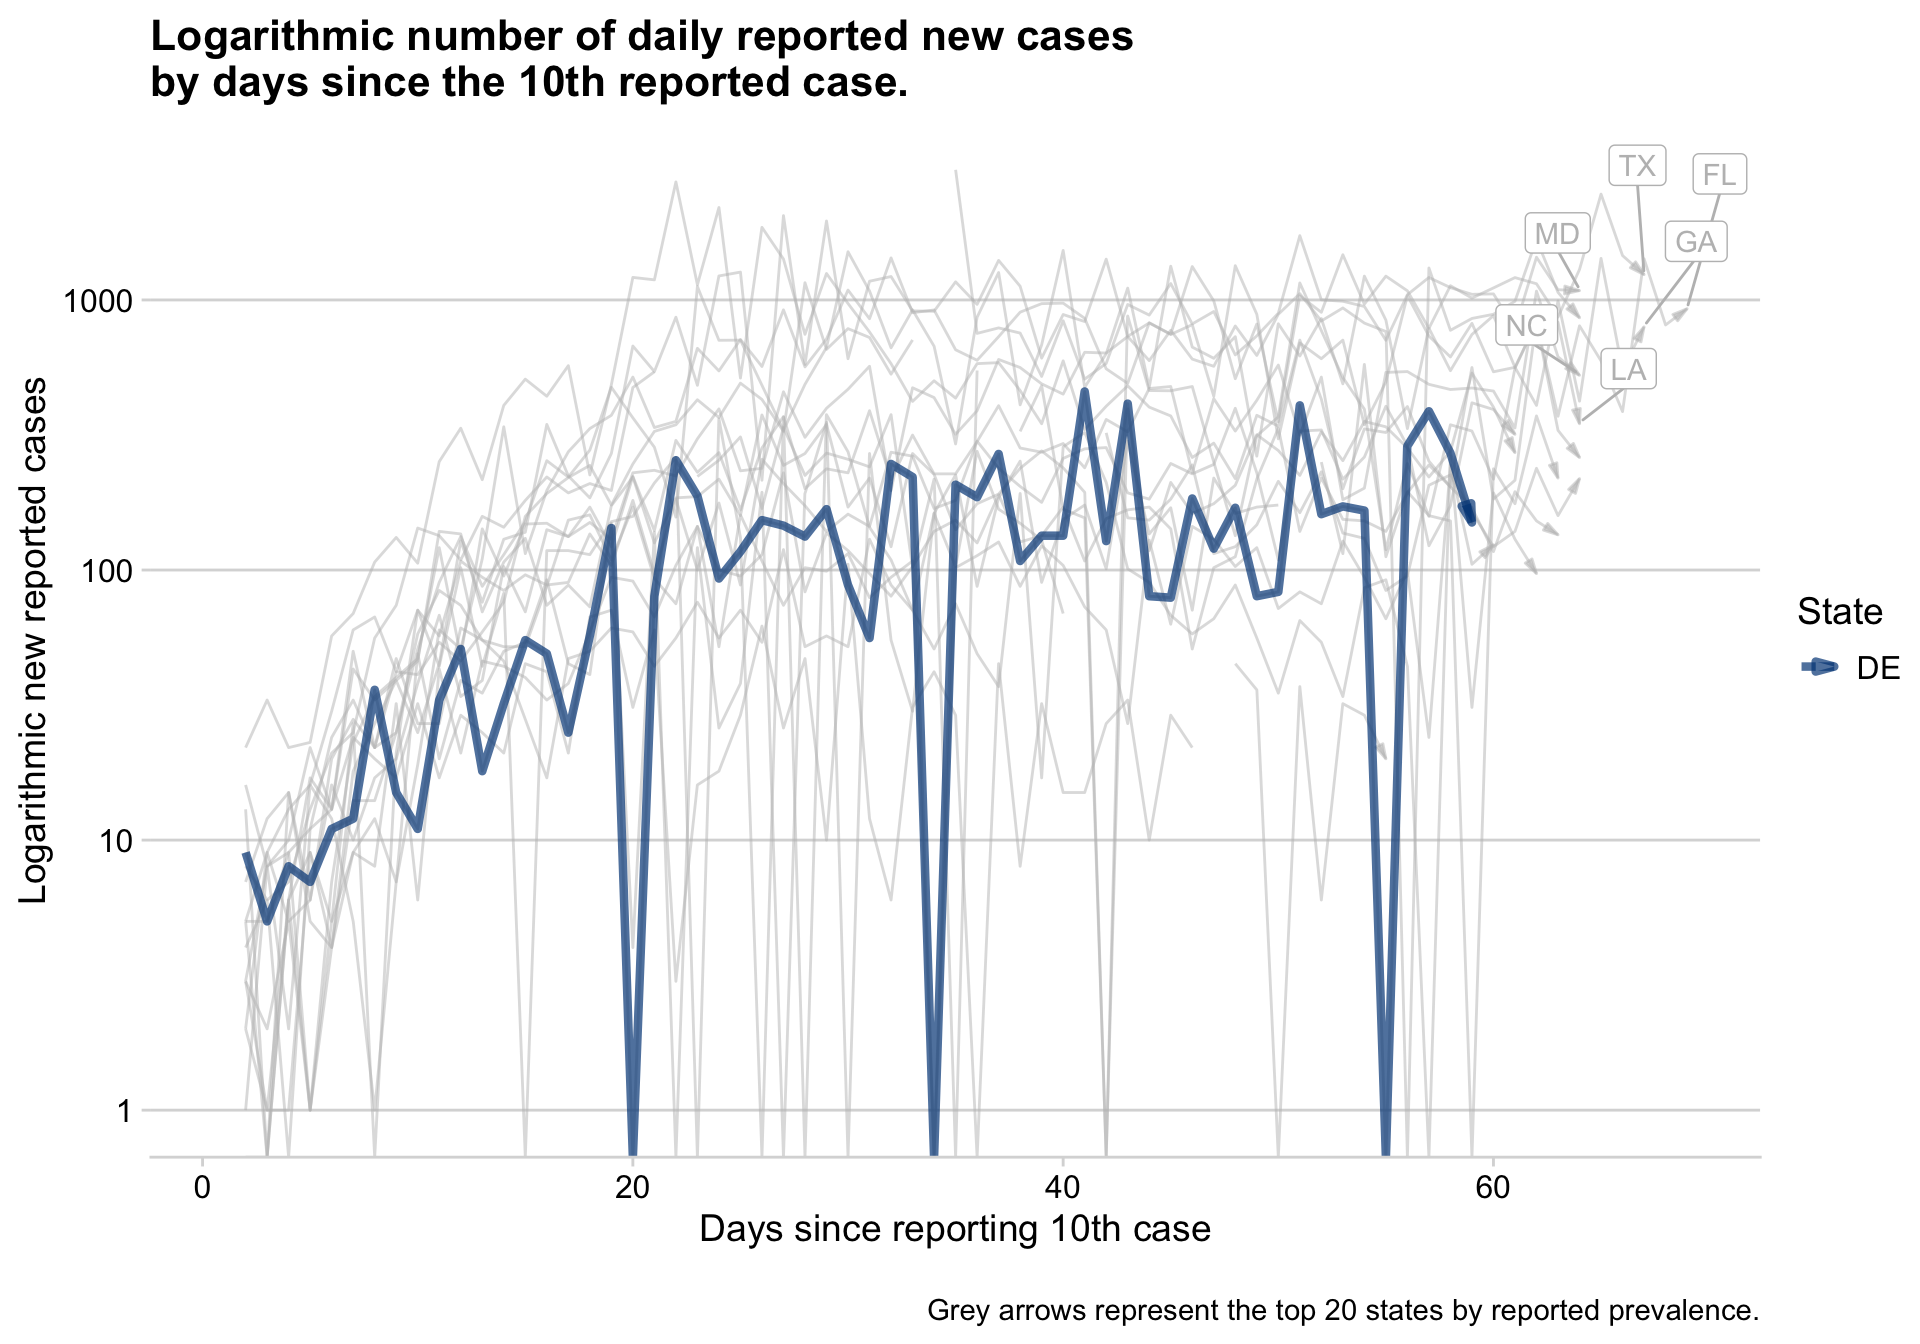 Logarithmic number of daily reported new cases
by days since the 10th reported case.
TX
FL
MD
GA
NC
LA
1000
100
10
1
Logarithmic new reported cases
0
20
40
60
Days since reporting 10th case
State
DE
Grey arrows represent the top 20 states by reported prevalence.